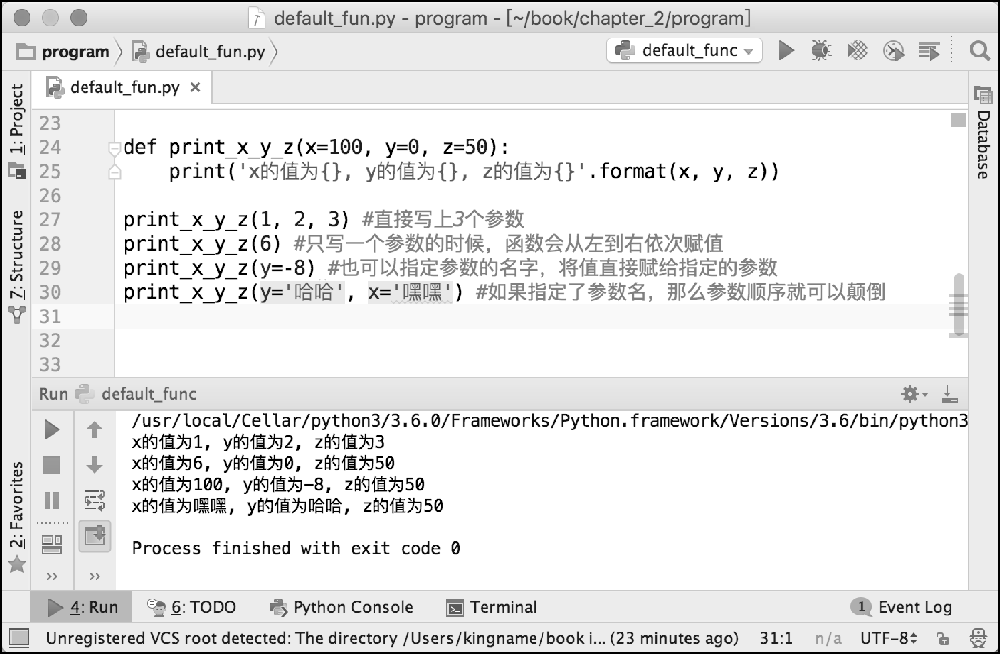 default_fun.py - program - [~/book/chapter_2/program]
program default_fun.py default_func
default_fun.py ×
1: Project
7: Structure
2: Favorites
Database
23
24 def print_x_y_z(x=100, y=0, z=50):
25 print('x的值为{}, y的值为{}, z的值为{}'.format(x, y, z))
26
27 print_x_y_z(1, 2, 3) #直接写上3个参数
28 print_x_y_z(6) #只写一个参数的时候，函数会从左到右依次赋值
29 print_x_y_z(y=-8) #也可以指定参数的名字，将值直接赋给指定的参数
30 print_x_y_z(y='哈哈', x='嘿嘿') #如果指定了参数名，那么参数顺序就可以颠倒
31
32
33
Run default_func
/usr/local/Cellar/python3/3.6.0/Frameworks/Python.framework/Versions/3.6/bin/python3
x的值为1, y的值为2, z的值为3
x的值为6, y的值为0, z的值为50
x的值为100, y的值为-8, z的值为50
x的值为嘿嘿, y的值为哈哈, z的值为50
Process finished with exit code 0
4: Run 6: TODO Python Console Terminal 1 Event Log
Unregistered VCS root detected: The directory /Users/kingname/book i... (23 minutes ago) 31:1 n/a UTF-8